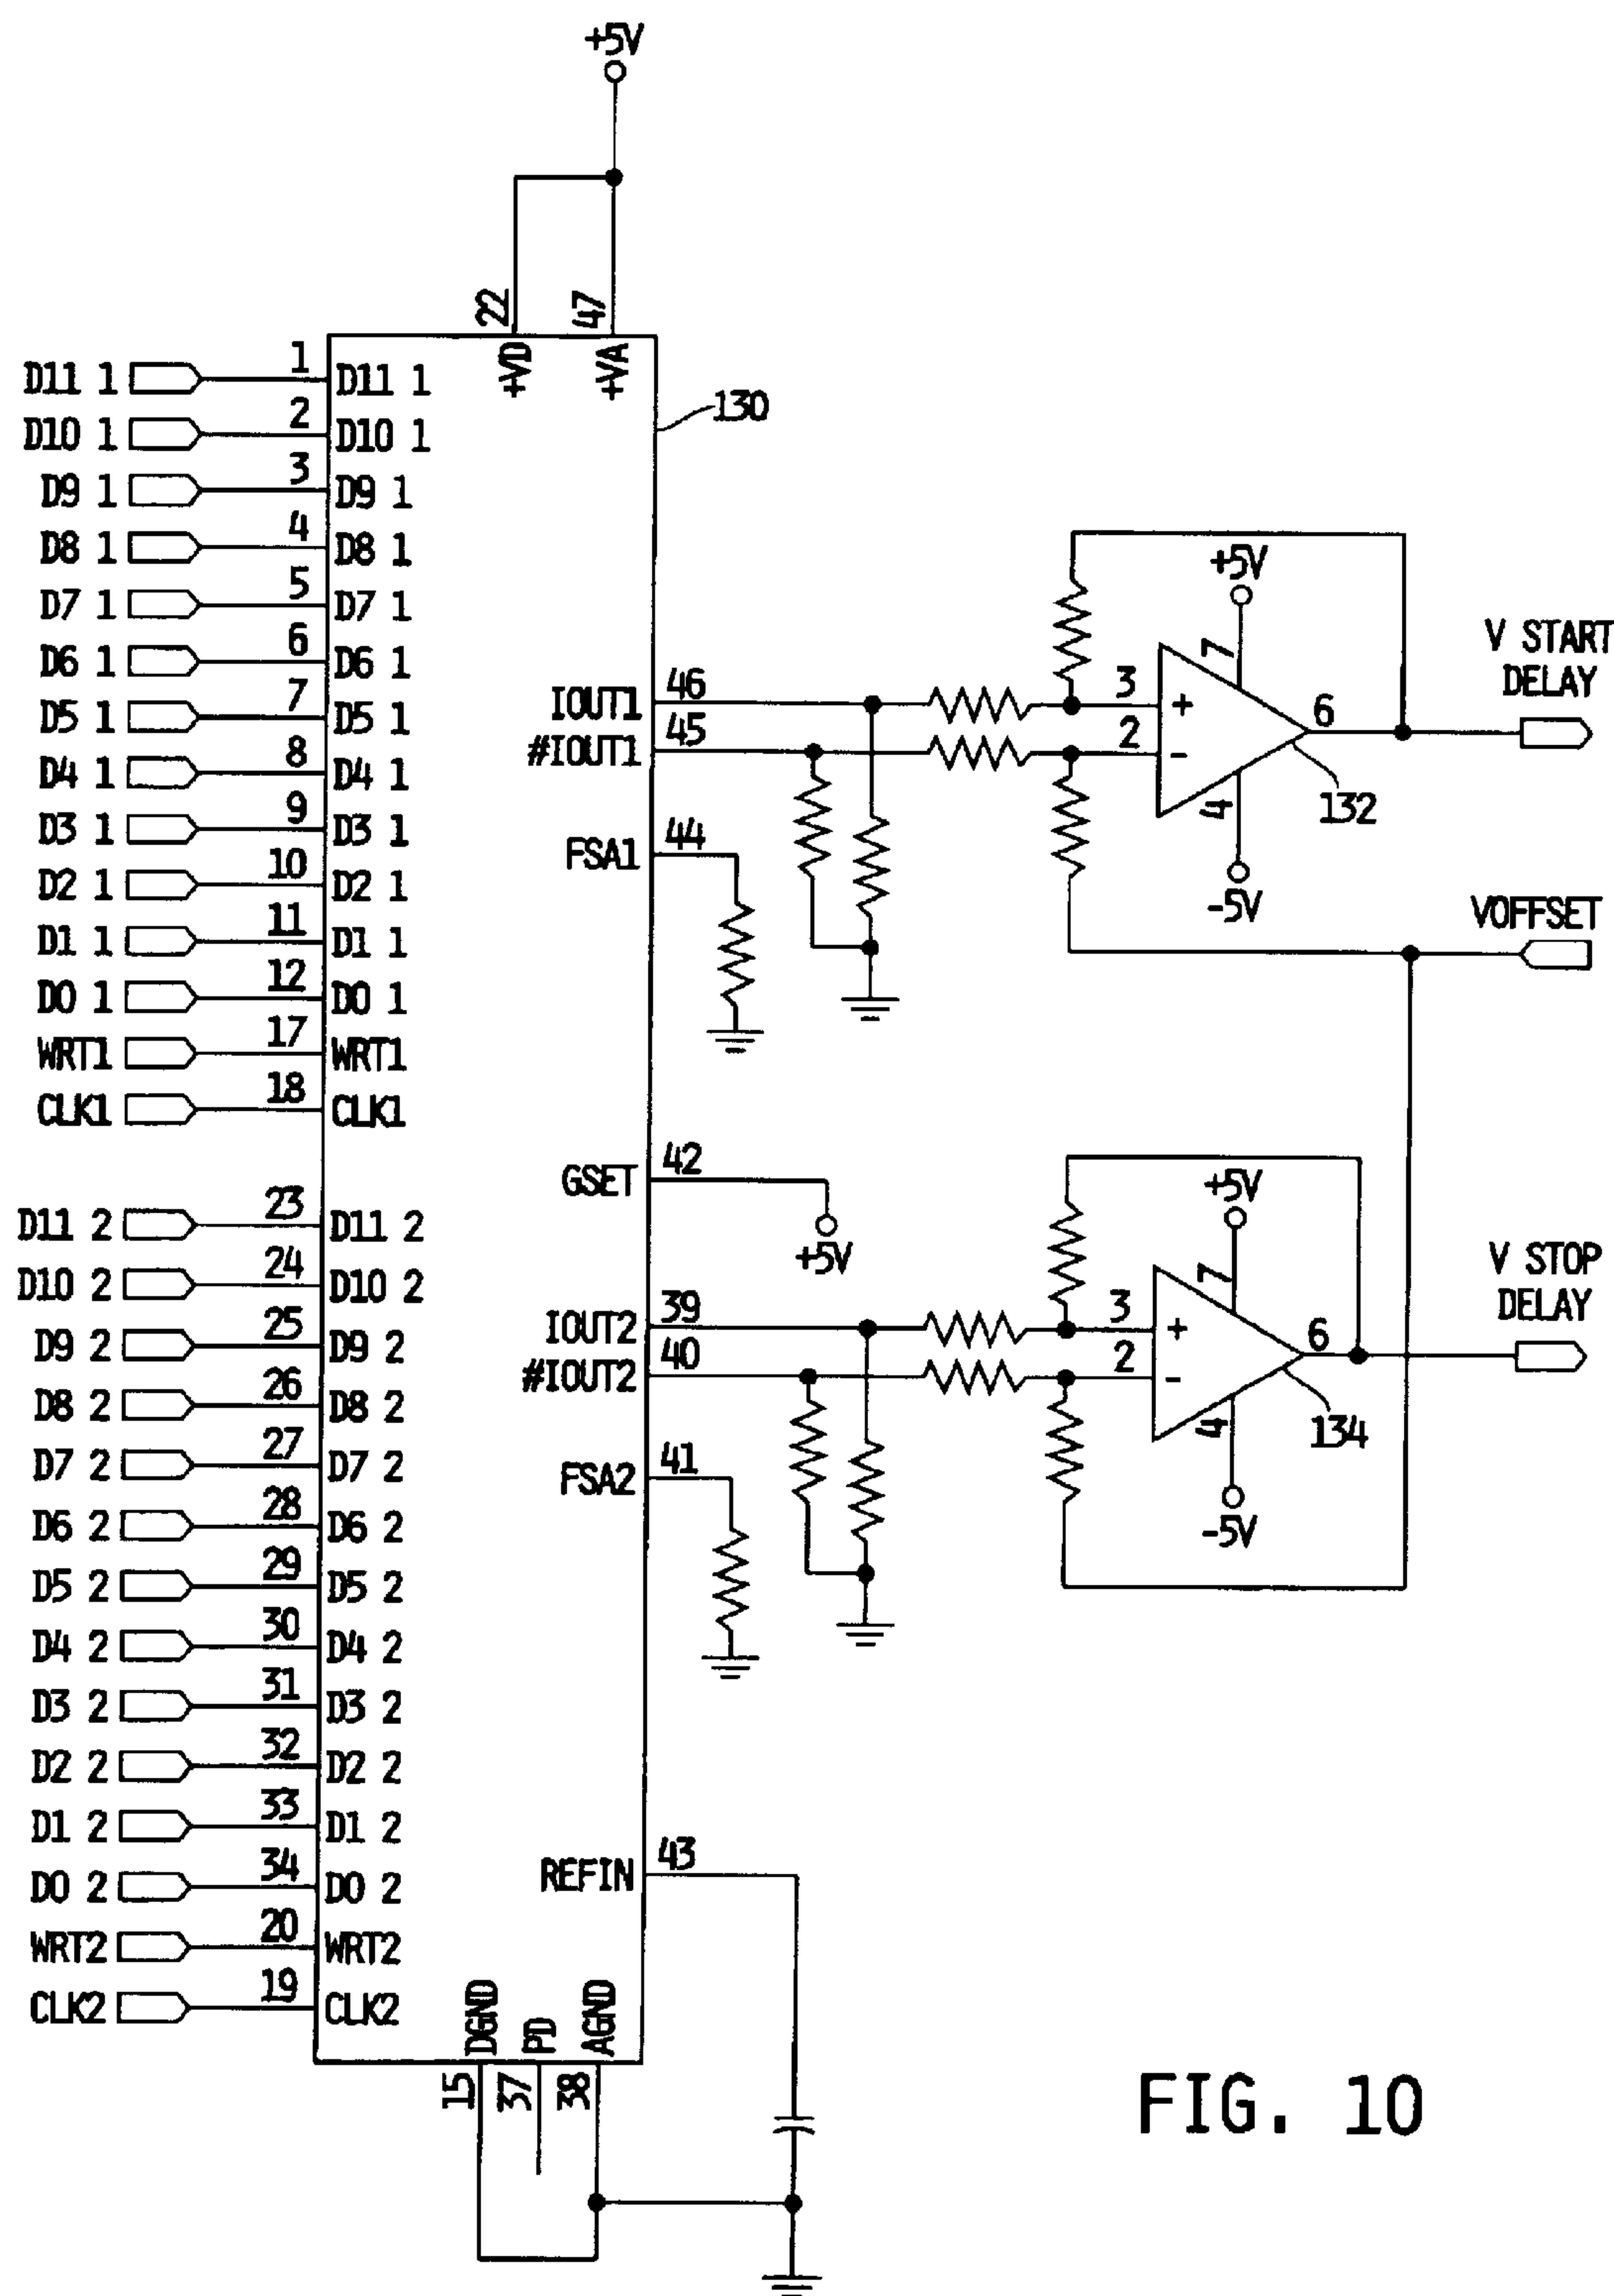 +5V
22
47
+VD
+VA
130
D11 1 1 D11 1
D10 1 2 D10 1
D9 1 3 D9 1
D8 1 4 D8 1
D7 1 5 D7 1
D6 1 6 D6 1
D5 1 7 D5 1
D4 1 8 D4 1
D3 1 9 D3 1
D2 1 10 D2 1
D1 1 11 D1 1
D0 1 12 D0 1
WRT1 17 WRT1
CLK1 18 CLK1
D11 2 23 D11 2
D10 2 24 D10 2
D9 2 25 D9 2
D8 2 26 D8 2
D7 2 27 D7 2
D6 2 28 D6 2
D5 2 29 D5 2
D4 2 30 D4 2
D3 2 31 D3 2
D2 2 32 D2 2
D1 2 33 D1 2
D0 2 34 D0 2
WRT2 20 WRT2
CLK2 19 CLK2
IOUT1 46
#IOUT1 45
FSA1 44
GSET 42
+5V
IOUT2 39
#IOUT2 40
FSA2 41
REFIN 43
DGND
PD
AGND
15
37
38
+5V
7
3
+
2
-
6
4
-5V
132
V START
DELAY
VOFFSET
+5V
7
3
+
2
-
6
4
-5V
134
V STOP
DELAY
FIG. 10